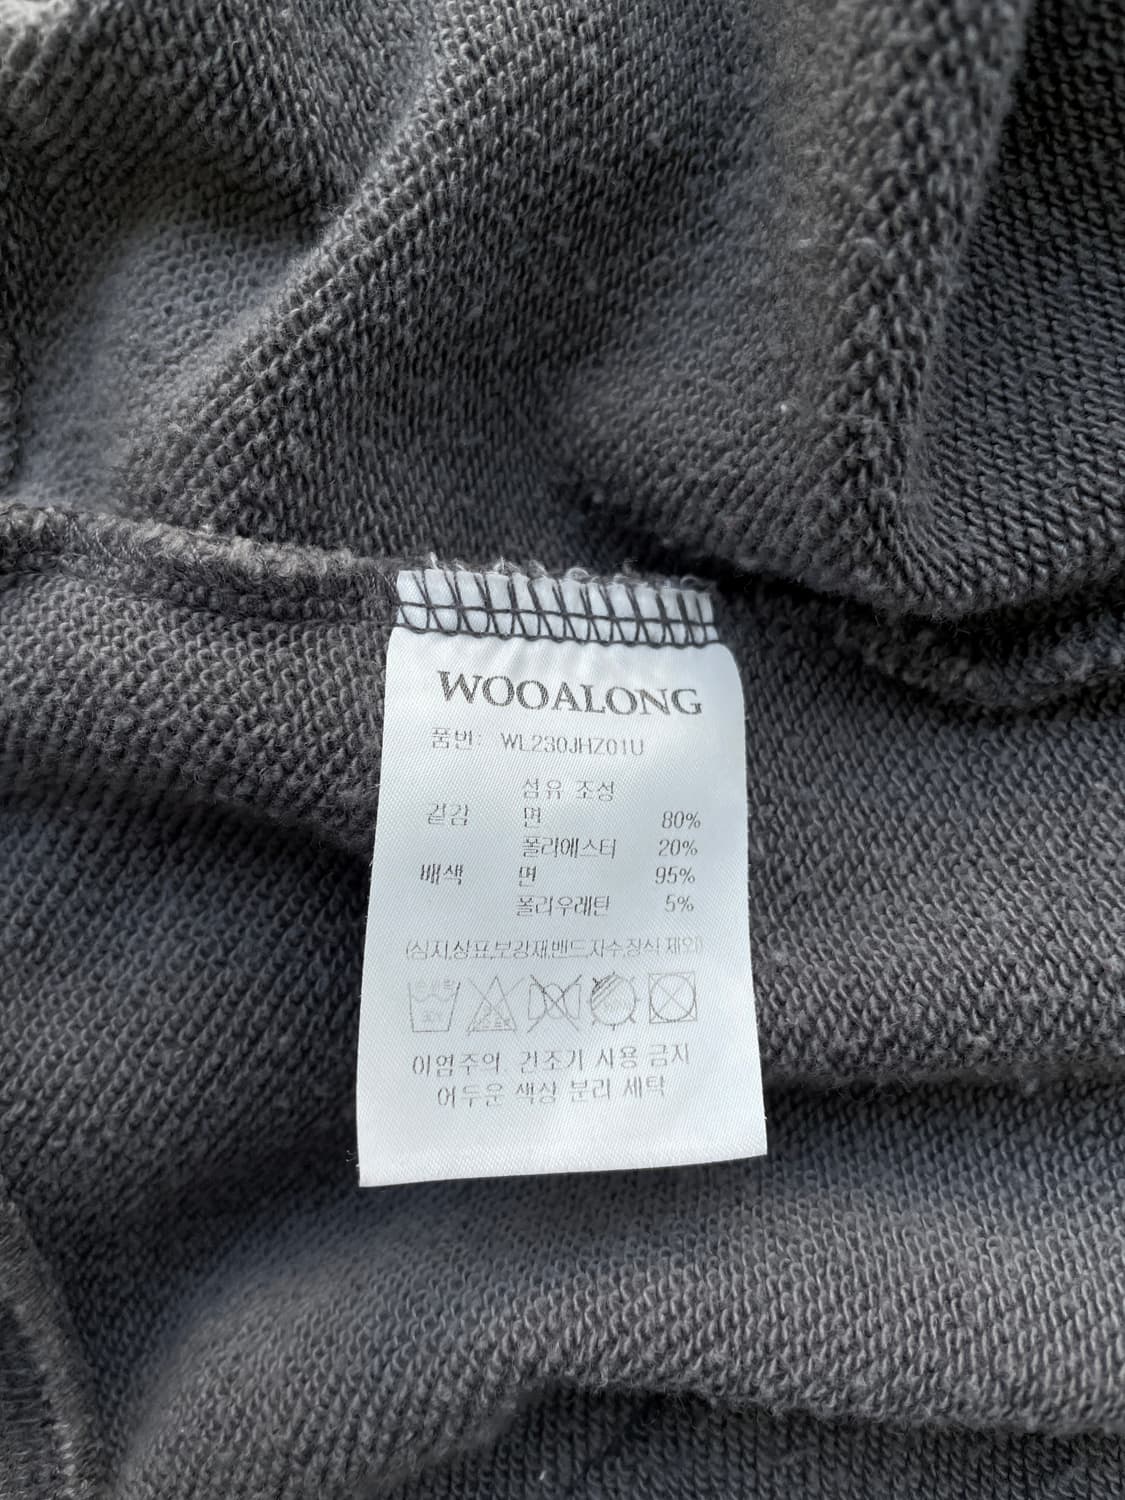 WOOALONG
품번: WL230JHZ01U
섬유 조성
겉감 면 80%
폴리에스터 20%
배색 면 95%
폴리우레탄 5%
(심지,상표,보강재,밴드,자수,장식 제외)
이염주의. 건조기 사용 금지
어두운 색상 분리 세탁